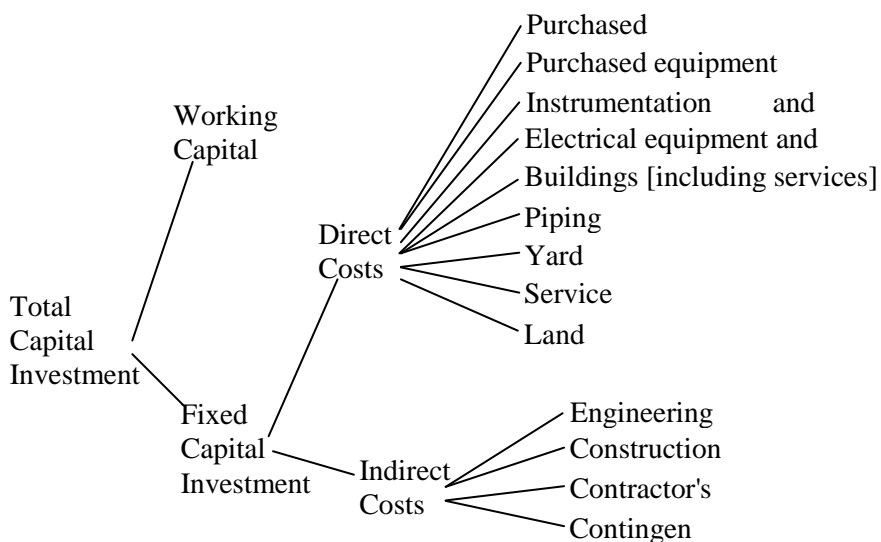 Total
Capital
Investment
Working
Capital
Fixed
Capital
Investment
Direct
Costs
Purchased
Purchased equipment
Instrumentation and
Electrical equipment and
Buildings [including services]
Piping
Yard
Service
Land
Indirect
Costs
Engineering
Construction
Contractor's
Contingen